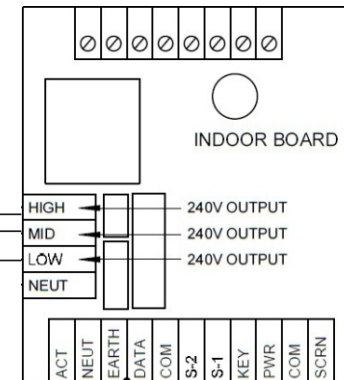 INDOOR BOARD
HIGH 240V OUTPUT
MID 240V OUTPUT
LOW 240V OUTPUT
NEUT
ACT NEUT EARTH DATA COM S-2 S-1 KEY PWR COM SCRN